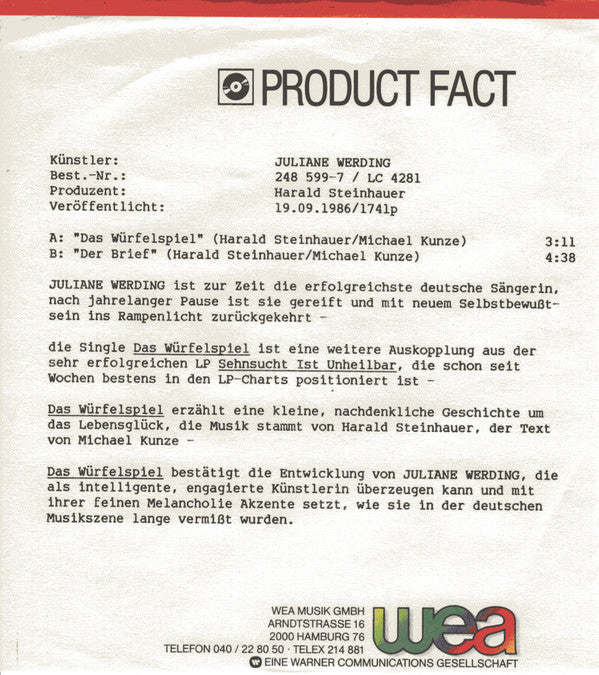 PRODUCT FACT
Künstler: JULIANE WERDING
Best.-Nr.: 248 599-7 / LC 4281
Produzent: Harald Steinhauer
Veröffentlicht: 19.09.1986/1741p
A: "Das Würfelspiel" (Harald Steinhauer/Michael Kunze) 3:11
B: "Der Brief" (Harald Steinhauer/Michael Kunze) 4:38
JULIANE WERDING ist zur Zeit die erfolgreichste deutsche Sängerin,
nach jahrelanger Pause ist sie gereift und mit neuem Selbstbewußt-
sein ins Rampenlicht zurückgekehrt -
die Single Das Würfelspiel ist eine weitere Auskopplung aus der
sehr erfolgreichen LP Sehnsucht Ist Unheilbar, die schon seit
Wochen bestens in den LP-Charts positioniert ist -
Das Würfelspiel erzählt eine kleine, nachdenkliche Geschichte um
das Lebensglück, die Musik stammt von Harald Steinhauer, der Text
von Michael Kunze -
Das Würfelspiel bestätigt die Entwicklung von JULIANE WERDING, die
als intelligente, engagierte Künstlerin überzeugen kann und mit
ihrer feinen Melancholie Akzente setzt, wie sie in der deutschen
Musikszene lange vermißt wurden.
WEA MUSIK GMBH
ARNDTSTRASSE 16
2000 HAMBURG 76
TELEFON 040 / 22 80 50 · TELEX 214 881
EINE WARNER COMMUNICATIONS GESELLSCHAFT
wea